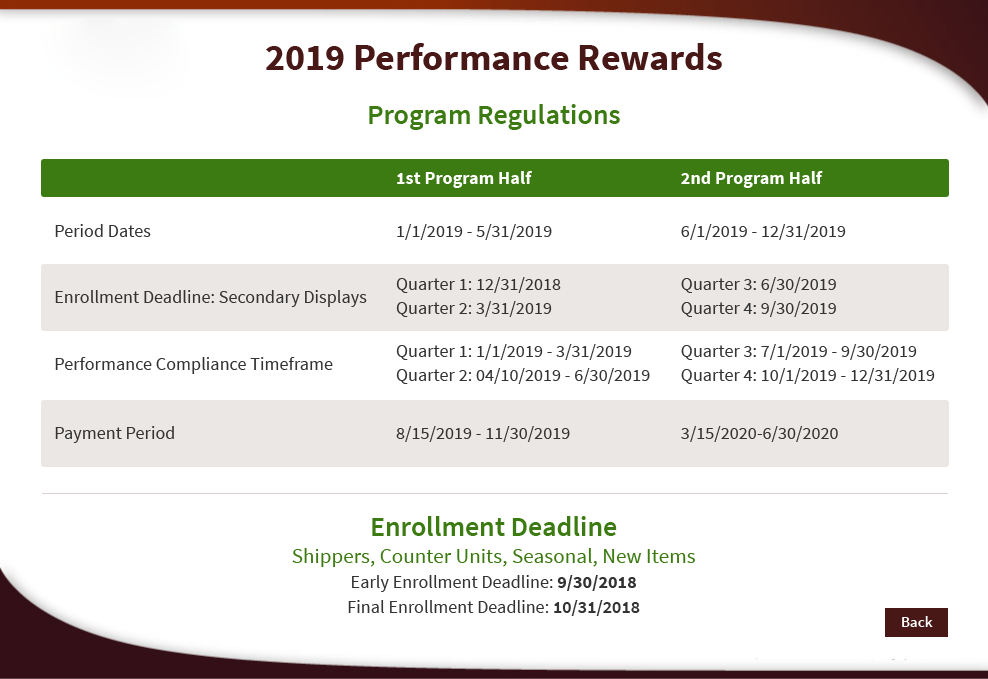 2019 Performance Rewards
Program Regulations
1st Program Half 2nd Program Half
Period Dates 1/1/2019 - 5/31/2019 6/1/2019 - 12/31/2019
Enrollment Deadline: Secondary Displays
Quarter 1: 12/31/2018 Quarter 3: 6/30/2019
Quarter 2: 3/31/2019 Quarter 4: 9/30/2019
Performance Compliance Timeframe
Quarter 1: 1/1/2019 - 3/31/2019 Quarter 3: 7/1/2019 - 9/30/2019
Quarter 2: 04/10/2019 - 6/30/2019 Quarter 4: 10/1/2019 - 12/31/2019
Payment Period 8/15/2019 - 11/30/2019 3/15/2020-6/30/2020
Enrollment Deadline
Shippers, Counter Units, Seasonal, New Items
Early Enrollment Deadline: 9/30/2018
Final Enrollment Deadline: 10/31/2018
Back